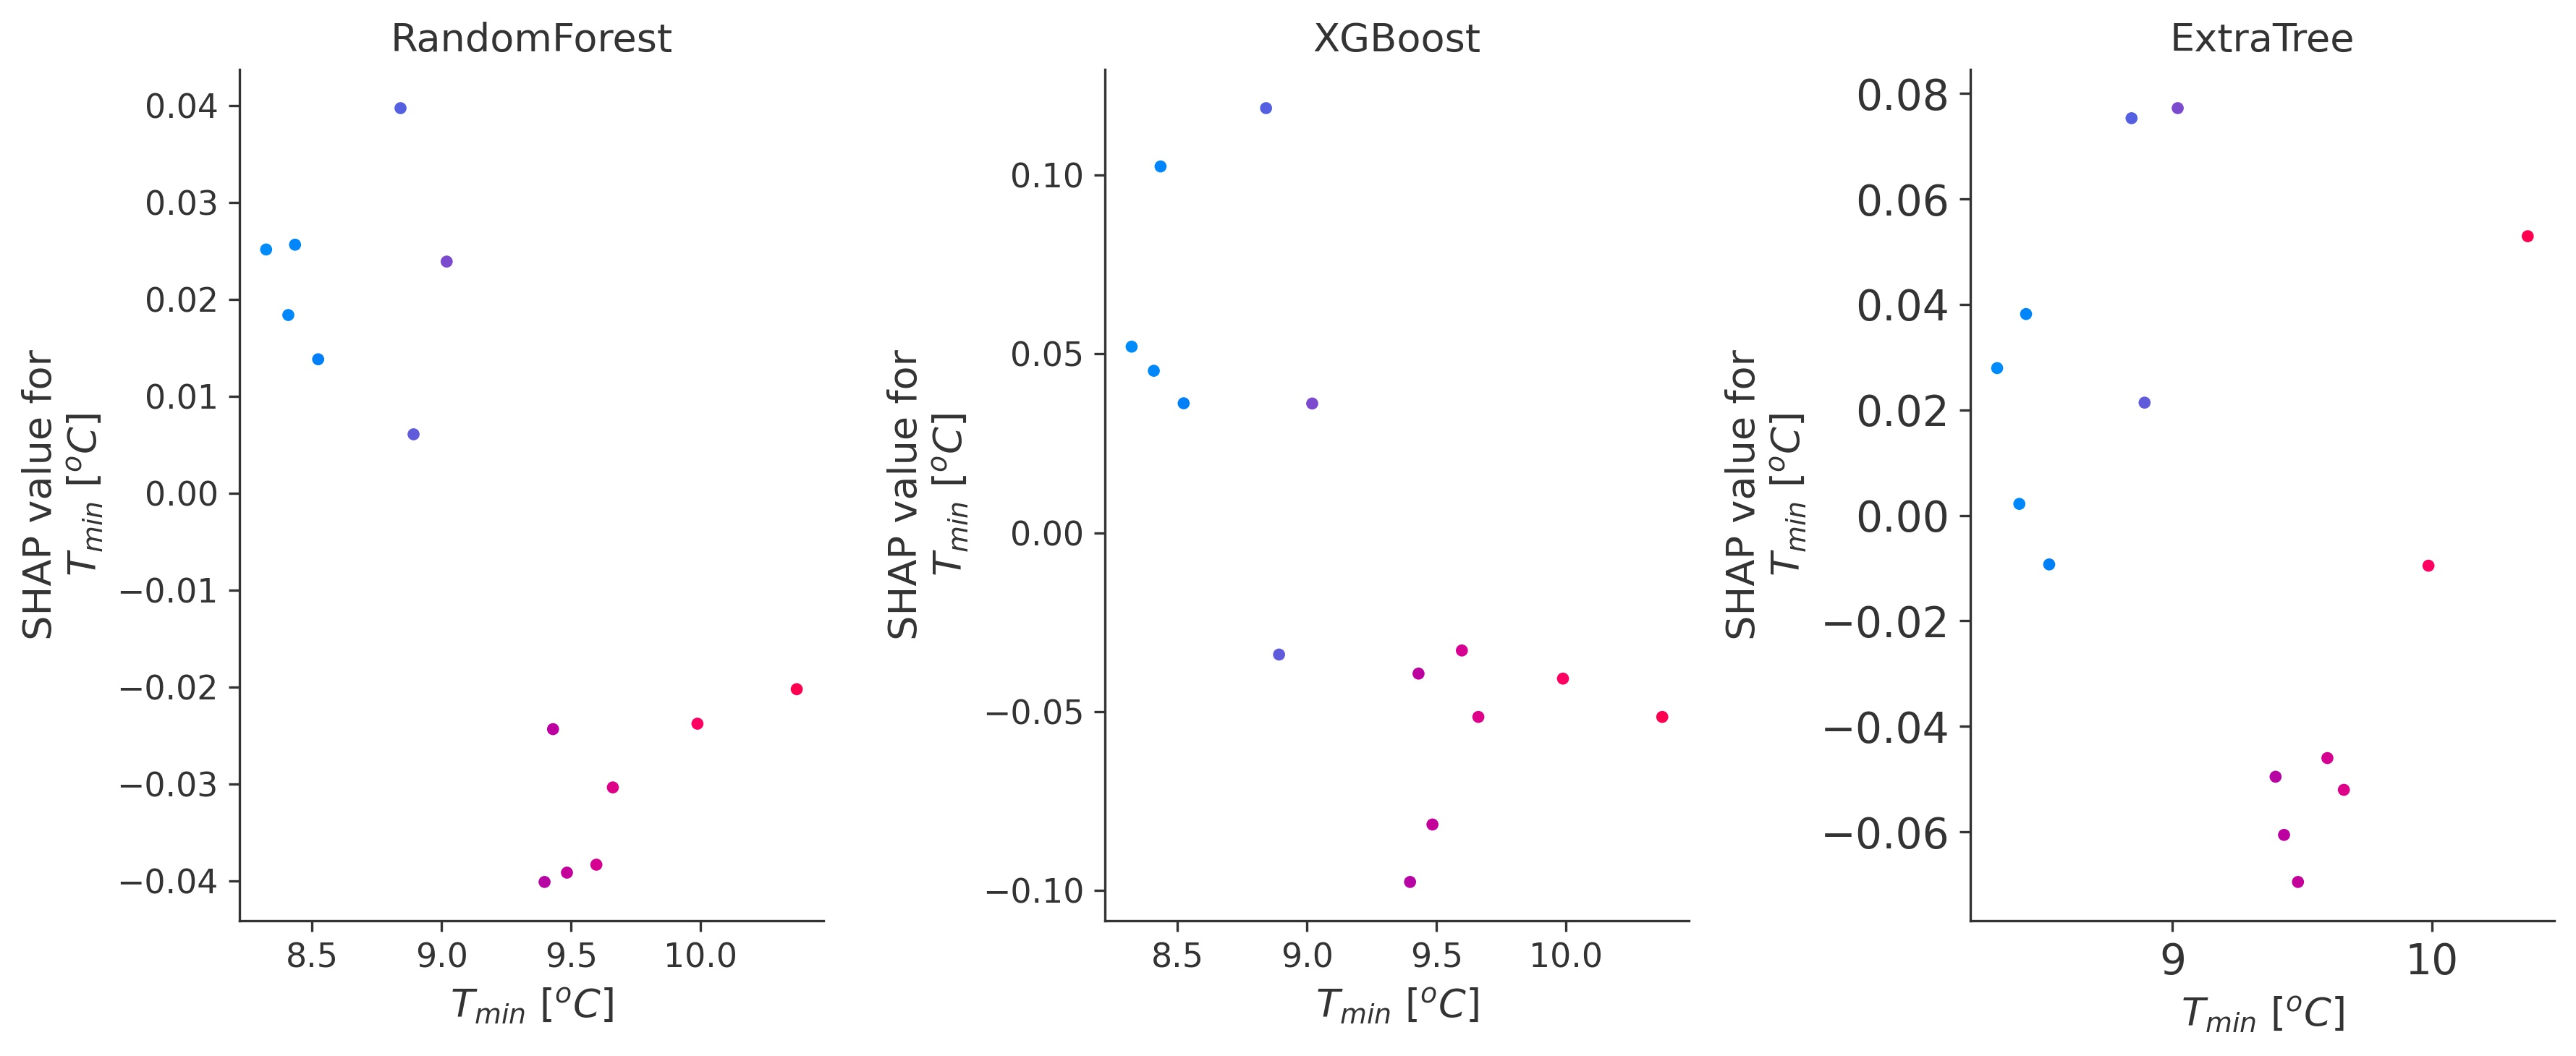 RandomForest
0.04
0.03
0.02
0.01
0.00
−0.01
−0.02
−0.03
−0.04
SHAP value for
T_min [°C]
8.5 9.0 9.5 10.0
T_min [°C]
XGBoost
0.10
0.05
0.00
−0.05
−0.10
SHAP value for
T_min [°C]
8.5 9.0 9.5 10.0
T_min [°C]
ExtraTree
0.08
0.06
0.04
0.02
0.00
−0.02
−0.04
−0.06
SHAP value for
T_min [°C]
9 10
T_min [°C]